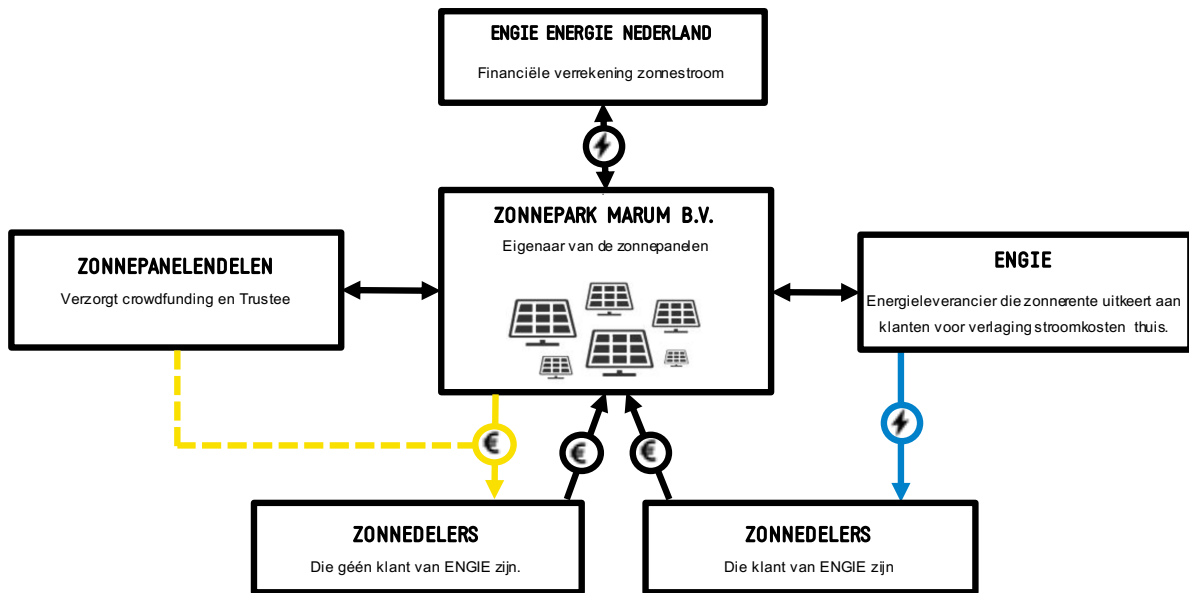 ENGIE ENERGIE NEDERLAND
Financiële verrekening zonnestroom
ZONNEPARK MARUM B.V.
Eigenaar van de zonnepanelen
ZONNEPANELENDELEN
Verzorgt crowdfunding en Trustee
ENGIE
Energieleverancier die zonnerente uitkeert aan
klanten voor verlaging stroomkosten thuis.
€
€
€
ZONNEDELERS
Die géén klant van ENGIE zijn.
ZONNEDELERS
Die klant van ENGIE zijn